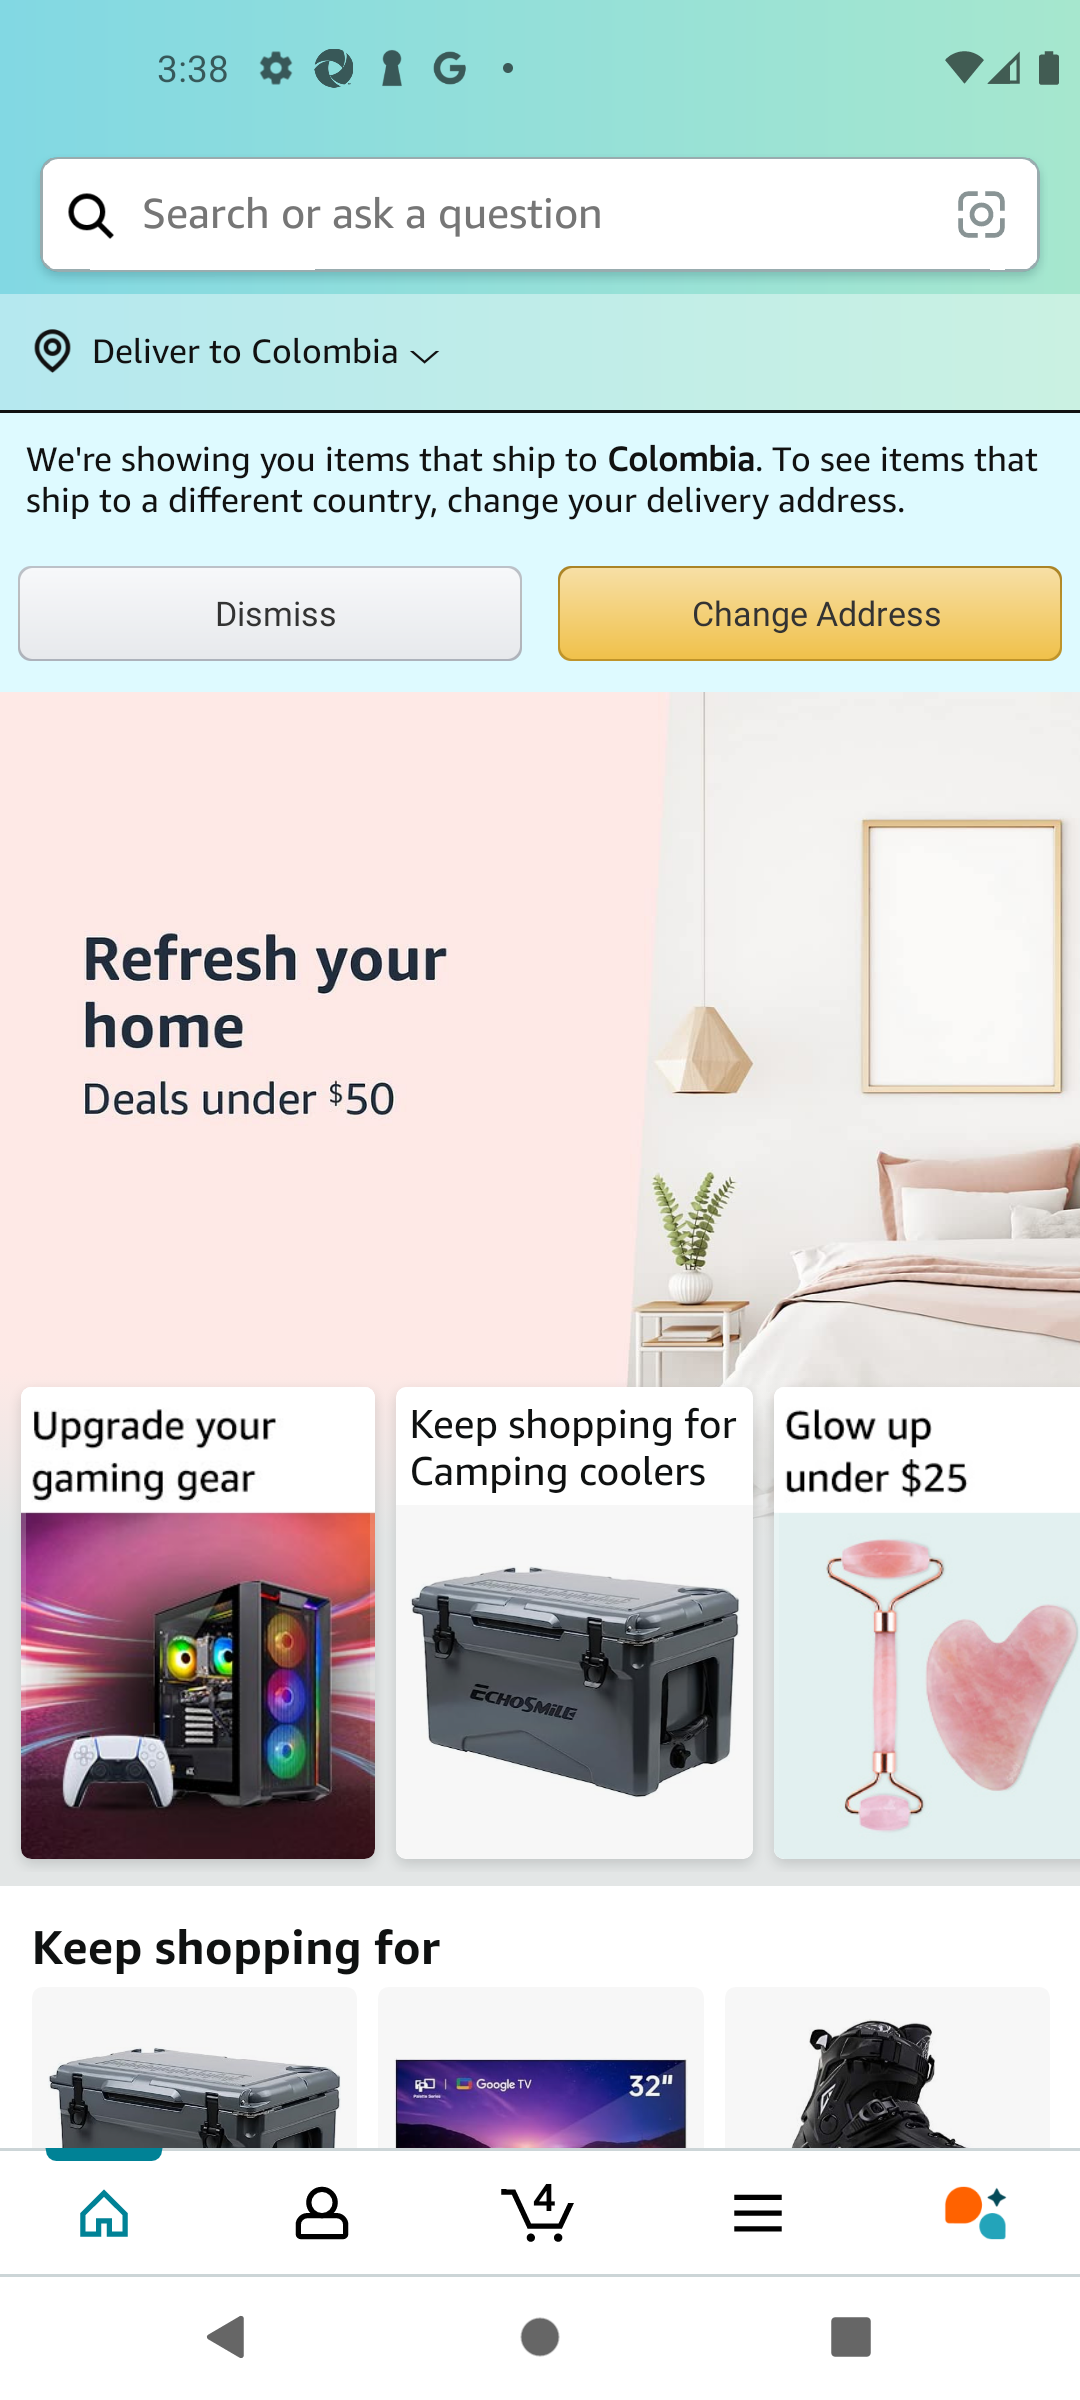 3:38
Search or ask a question
Deliver to Colombia
We're showing you items that ship to Colombia. To see items that
ship to a different country, change your delivery address.
Dismiss
Change Address
Refresh your
home
Deals under $50
Upgrade your
gaming gear
Keep shopping for
Camping coolers
Glow up
under $25
ECHOSMILE
Keep shopping for
Google TV
32"
4